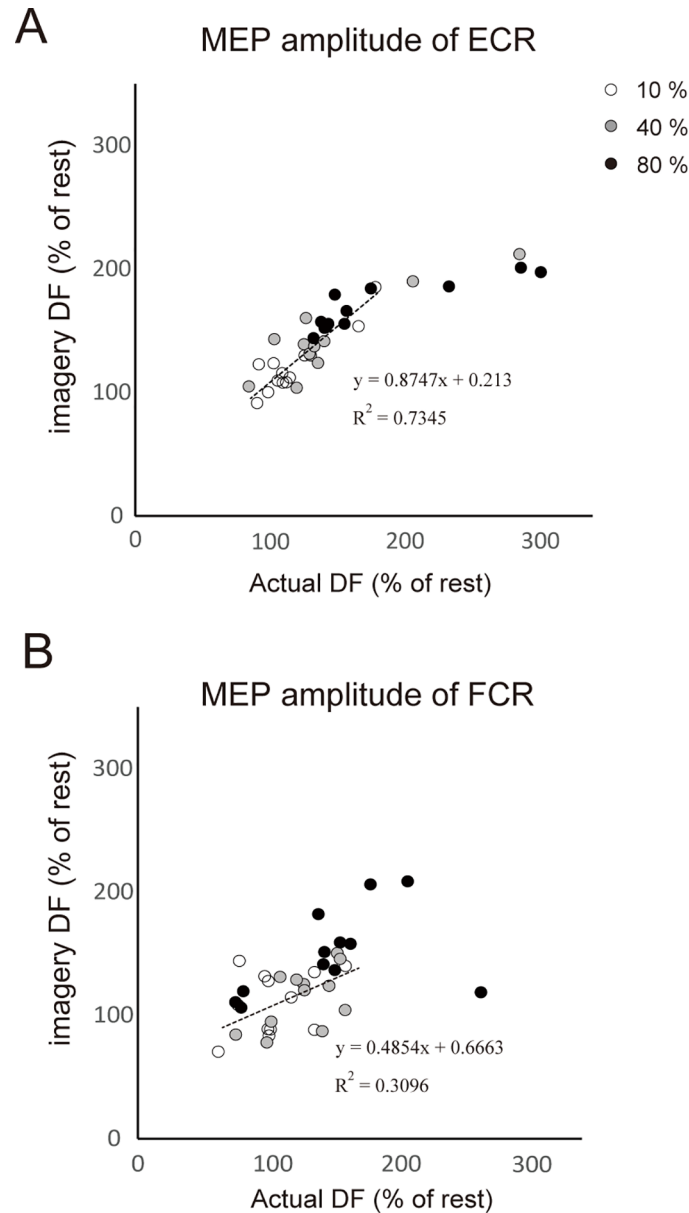 A
MEP amplitude of ECR
10 %
40 %
80 %
imagery DF (% of rest)
300
200
100
0
y = 0.8747x + 0.213
R² = 0.7345
0 100 200 300
Actual DF (% of rest)
B
MEP amplitude of FCR
imagery DF (% of rest)
300
200
100
0
y = 0.4854x + 0.6663
R² = 0.3096
0 100 200 300
Actual DF (% of rest)